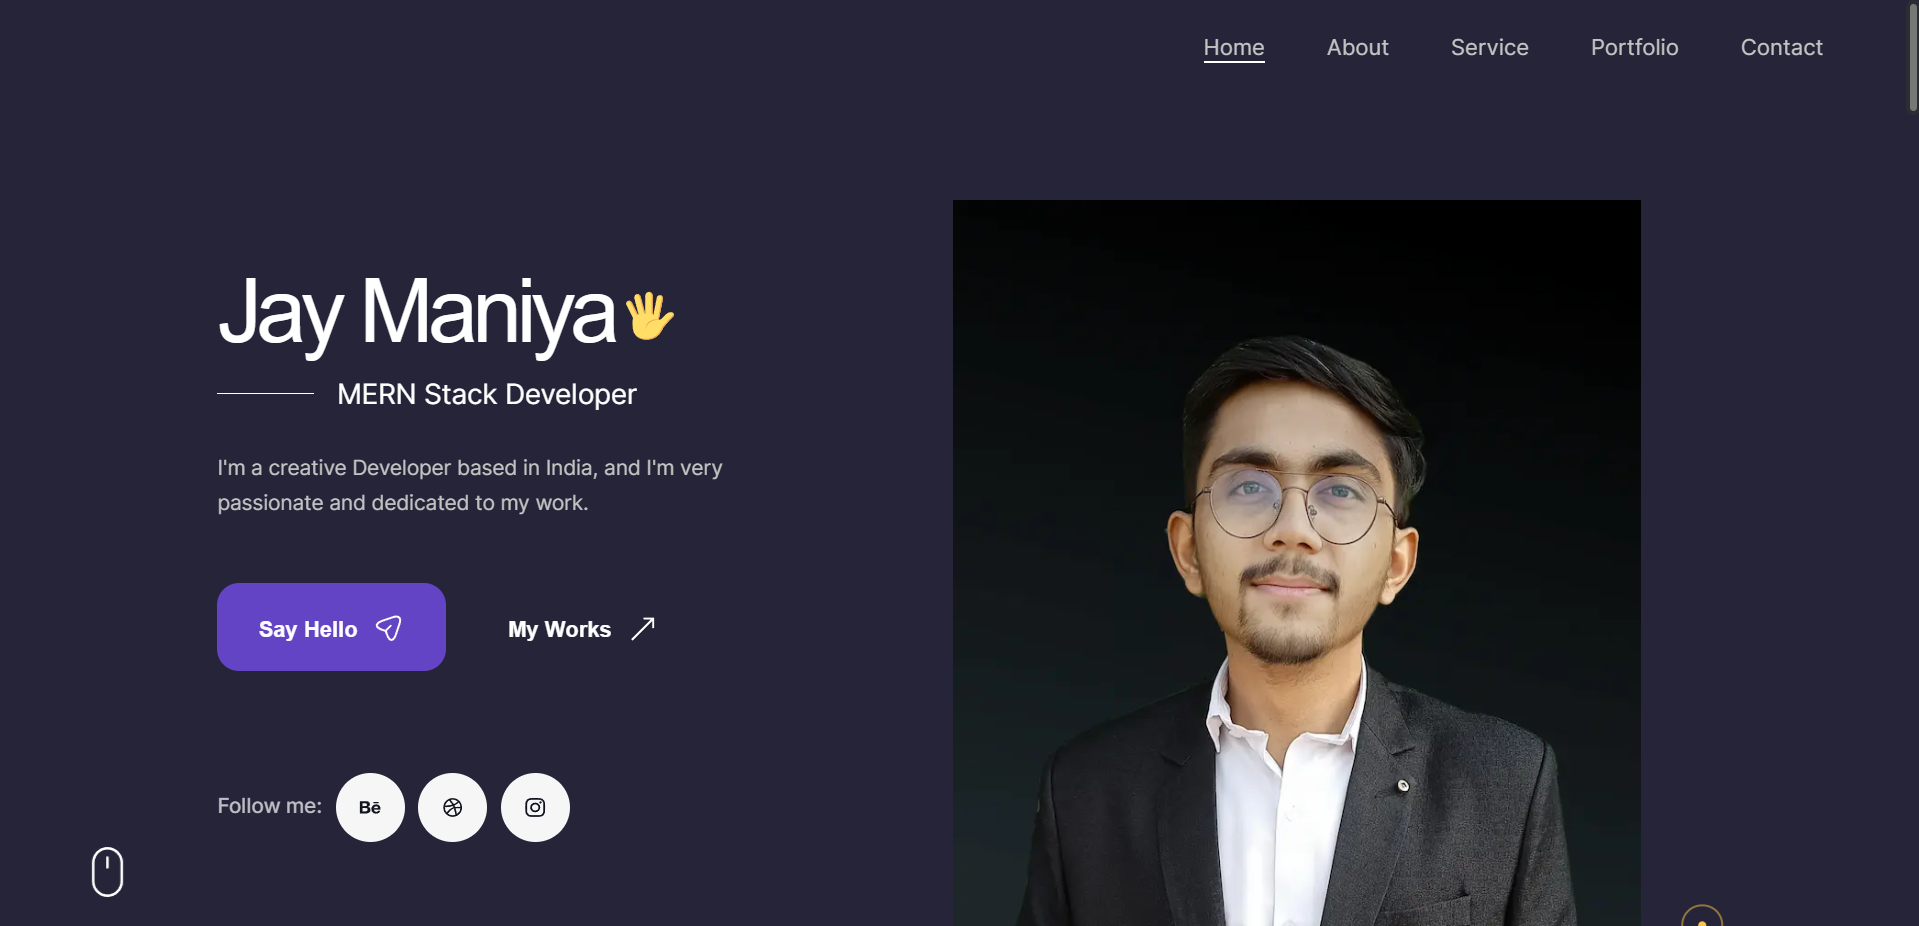 Home About Service Portfolio Contact
Jay Maniya👋
MERN Stack Developer
I'm a creative Developer based in India, and I'm very
passionate and dedicated to my work.
Say Hello My Works
Follow me: Bē